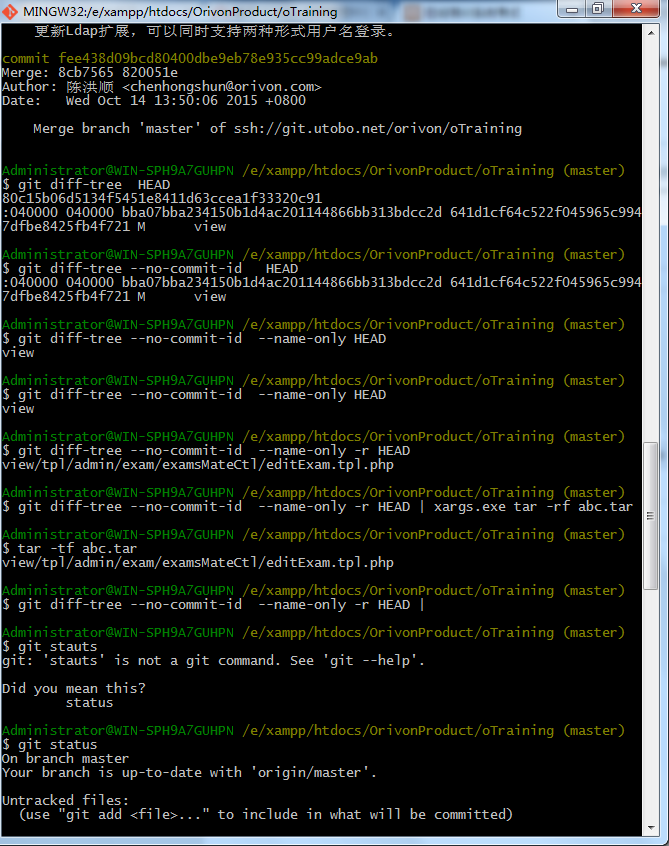 MINGW32:/e/xampp/htdocs/OrivonProduct/oTraining
更新Ldap扩展，可以同时支持两种形式用户名登录。
commit fee438d09bcd80400dbe9eb78e935cc99adce9ab
Merge: 8cb7565 820051e
Author: 陈洪顺 <chenhongshun@orivon.com>
Date:   Wed Oct 14 13:50:06 2015 +0800
Merge branch 'master' of ssh://git.utobo.net/orivon/oTraining
Administrator@WIN-SPH9A7GUHPN /e/xampp/htdocs/OrivonProduct/oTraining (master)
$ git diff-tree  HEAD
80c15b06d5134f5451e8411d63ccea1f33320c91
:040000 040000 bba07bba234150b1d4ac201144866bb313bdcc2d 641d1cf64c522f045965c994
7dfbe8425fb4f721 M      view
Administrator@WIN-SPH9A7GUHPN /e/xampp/htdocs/OrivonProduct/oTraining (master)
$ git diff-tree --no-commit-id   HEAD
:040000 040000 bba07bba234150b1d4ac201144866bb313bdcc2d 641d1cf64c522f045965c994
7dfbe8425fb4f721 M      view
Administrator@WIN-SPH9A7GUHPN /e/xampp/htdocs/OrivonProduct/oTraining (master)
$ git diff-tree --no-commit-id  --name-only HEAD
view
Administrator@WIN-SPH9A7GUHPN /e/xampp/htdocs/OrivonProduct/oTraining (master)
$ git diff-tree --no-commit-id  --name-only HEAD
view
Administrator@WIN-SPH9A7GUHPN /e/xampp/htdocs/OrivonProduct/oTraining (master)
$ git diff-tree --no-commit-id  --name-only -r HEAD
view/tpl/admin/exam/examsMateCtl/editExam.tpl.php
Administrator@WIN-SPH9A7GUHPN /e/xampp/htdocs/OrivonProduct/oTraining (master)
$ git diff-tree --no-commit-id  --name-only -r HEAD | xargs.exe tar -rf abc.tar
Administrator@WIN-SPH9A7GUHPN /e/xampp/htdocs/OrivonProduct/oTraining (master)
$ tar -tf abc.tar
view/tpl/admin/exam/examsMateCtl/editExam.tpl.php
Administrator@WIN-SPH9A7GUHPN /e/xampp/htdocs/OrivonProduct/oTraining (master)
$ git diff-tree --no-commit-id  --name-only -r HEAD |
Administrator@WIN-SPH9A7GUHPN /e/xampp/htdocs/OrivonProduct/oTraining (master)
$ git stauts
git: 'stauts' is not a git command. See 'git --help'.
Did you mean this?
status
Administrator@WIN-SPH9A7GUHPN /e/xampp/htdocs/OrivonProduct/oTraining (master)
$ git status
On branch master
Your branch is up-to-date with 'origin/master'.
Untracked files:
(use "git add <file>..." to include in what will be committed)